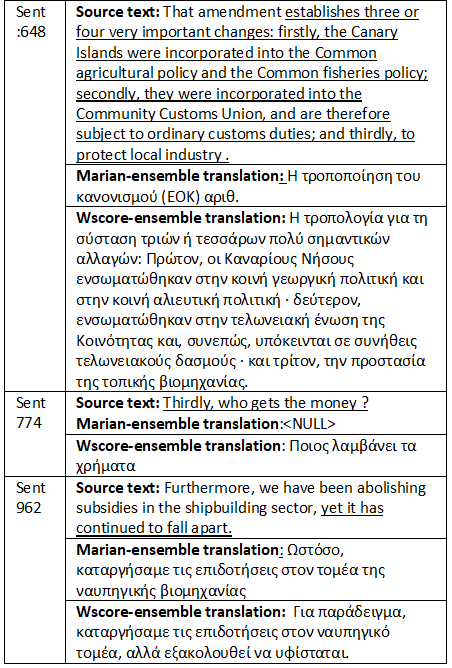 Sent
:648
Source text: That amendment establishes three or
four very important changes: firstly, the Canary
Islands were incorporated into the Common
agricultural policy and the Common fisheries policy;
secondly, they were incorporated into the
Community Customs Union, and are therefore
subject to ordinary customs duties; and thirdly, to
protect local industry .
Marian-ensemble translation: Η τροποποίηση του
κανονισμού (ΕΟΚ) αριθ.
Wscore-ensemble translation: Η τροπολογία για τη
σύσταση τριών ή τεσσάρων πολύ σημαντικών
αλλαγών: Πρώτον, οι Καναρίους Νήσους
ενσωματώθηκαν στην κοινή γεωργική πολιτική και
στην κοινή αλιευτική πολιτική · δεύτερον,
ενσωματώθηκαν στην τελωνειακή ένωση της
Κοινότητας και, συνεπώς, υπόκεινται σε συνήθεις
τελωνειακούς δασμούς · και τρίτον, την προστασία
της τοπικής βιομηχανίας.
Sent
774
Source text: Thirdly, who gets the money ?
Marian-ensemble translation:<NULL>
Wscore-ensemble translation: Ποιος λαμβάνει τα
χρήματα
Sent
962
Source text: Furthermore, we have been abolishing
subsidies in the shipbuilding sector, yet it has
continued to fall apart.
Marian-ensemble translation: Ωστόσο,
καταργήσαμε τις επιδοτήσεις στον τομέα της
ναυπηγικής βιομηχανίας
Wscore-ensemble translation:  Για παράδειγμα,
καταργήσαμε τις επιδοτήσεις στον ναυπηγικό
τομέα, αλλά εξακολουθεί να υφίσταται.